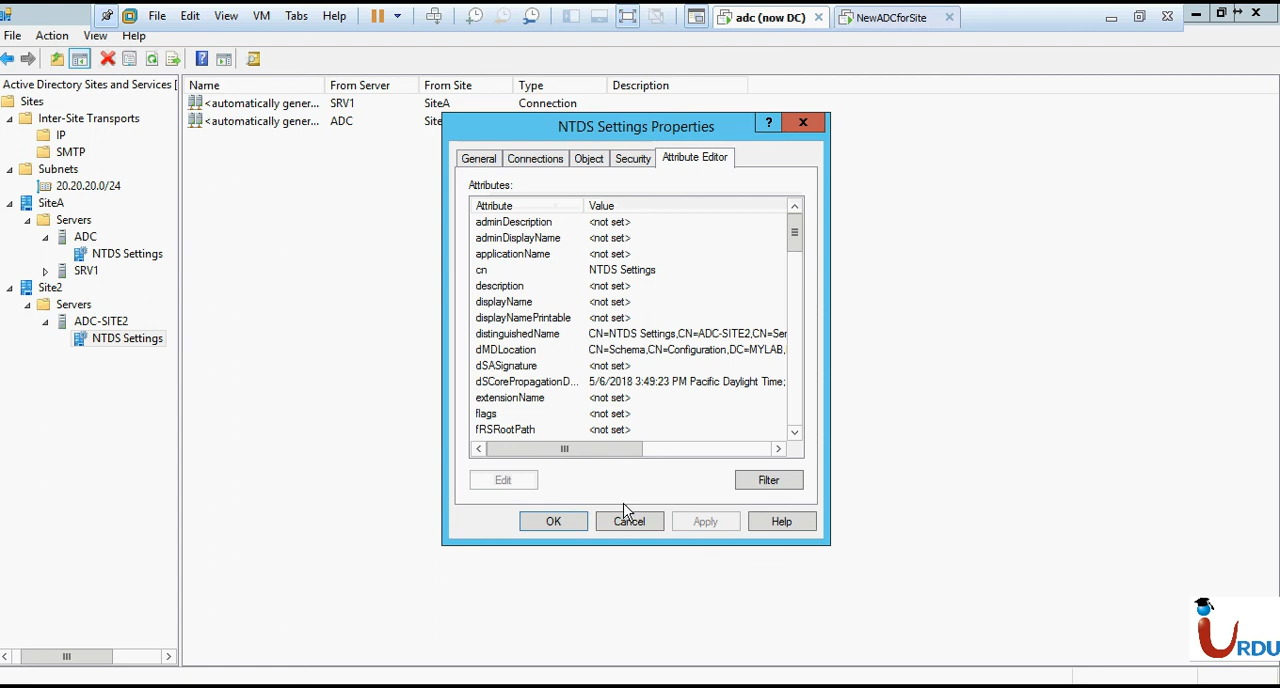 File Edit View VM Tabs Help
adc (now DC)
NewADCforSite
File Action View Help
Active Directory Sites and Services [
Sites
Inter-Site Transports
IP
SMTP
Subnets
20.20.20.0/24
SiteA
Servers
ADC
NTDS Settings
SRV1
Site2
Servers
ADC-SITE2
NTDS Settings
Name From Server From Site Type Description
<automatically gener... SRV1 SiteA Connection
<automatically gener... ADC Site
NTDS Settings Properties
General Connections Object Security Attribute Editor
Attributes:
Attribute Value
adminDescription <not set>
adminDisplayName <not set>
applicationName <not set>
cn NTDS Settings
description <not set>
displayName <not set>
displayNamePrintable <not set>
distinguishedName CN=NTDS Settings,CN=ADC-SITE2,CN=Ser
dMDLocation CN=Schema,CN=Configuration,DC=MYLAB,
dSASignature <not set>
dSCorePropagationD... 5/6/2018 3:49:23 PM Pacific Daylight Time;
extensionName <not set>
flags <not set>
fRSRootPath <not set>
Edit Filter
OK Cancel Apply Help
iURDU